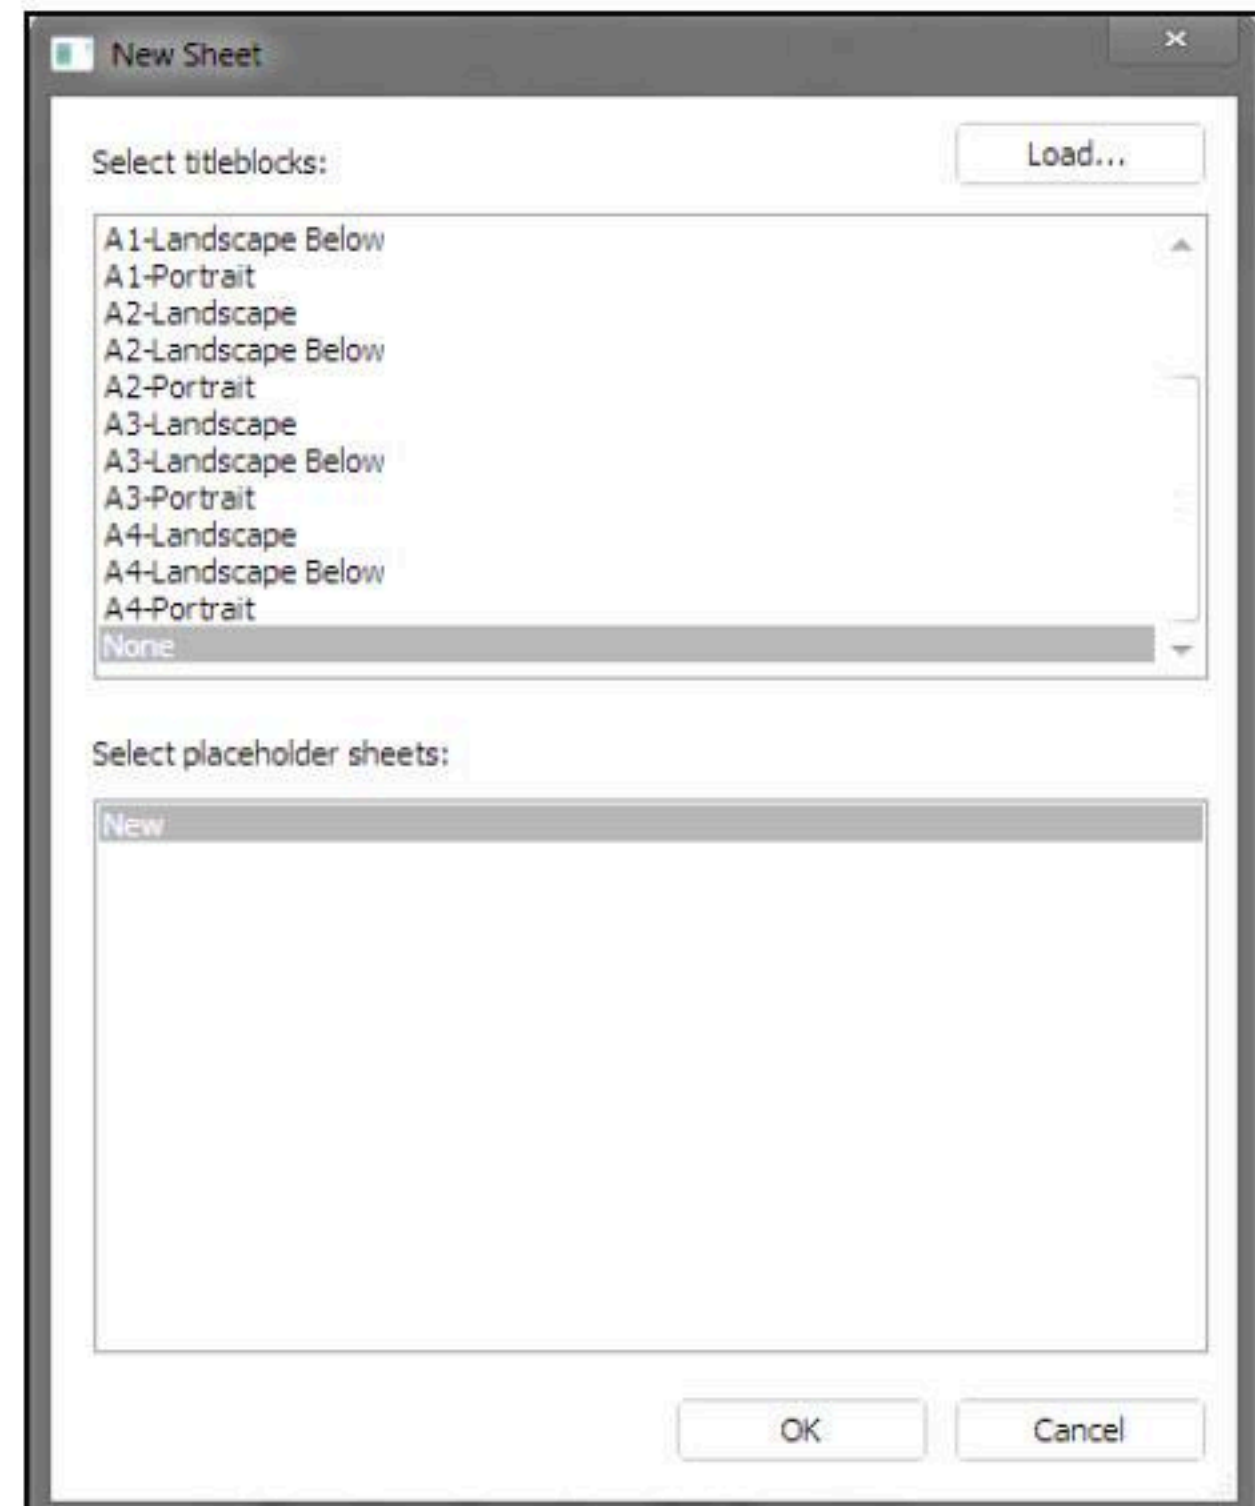 New Sheet
Select titleblocks:
Load...
A1-Landscape Below
A1-Portrait
A2-Landscape
A2-Landscape Below
A2-Portrait
A3-Landscape
A3-Landscape Below
A3-Portrait
A4-Landscape
A4-Landscape Below
A4-Portrait
None
Select placeholder sheets:
New
OK
Cancel